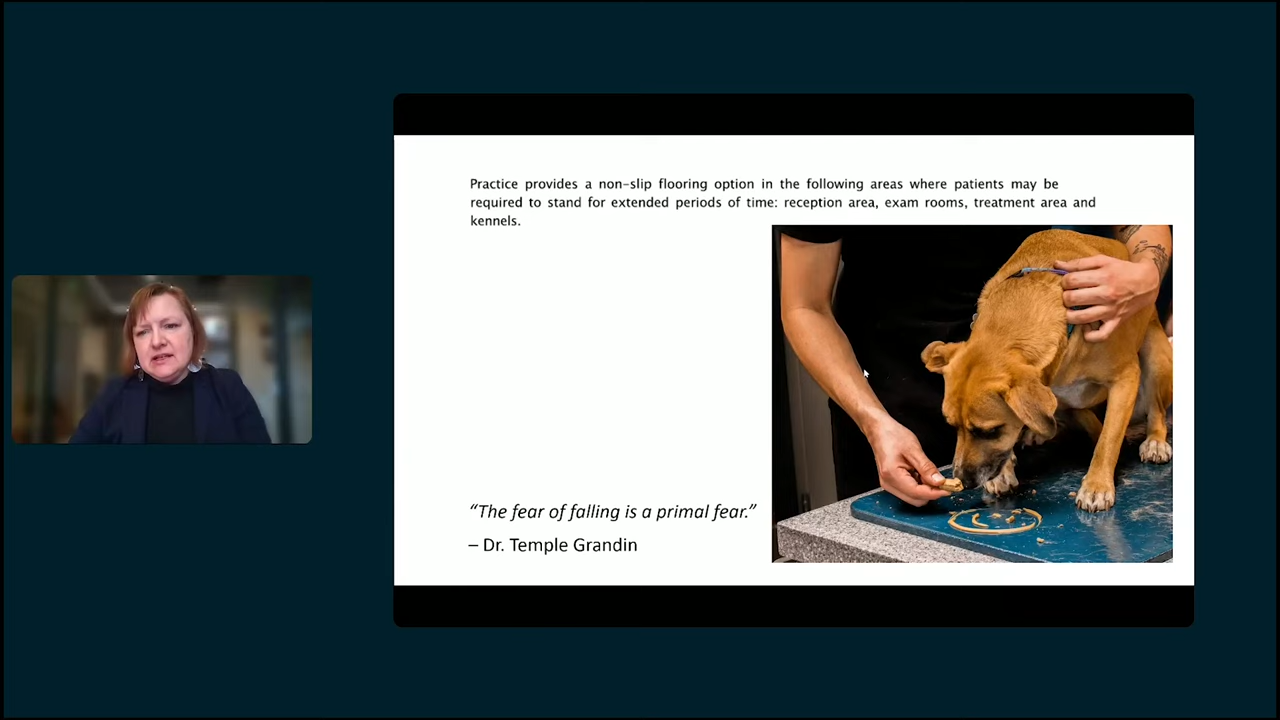 Practice provides a non-slip flooring option in the following areas where patients may be
required to stand for extended periods of time: reception area, exam rooms, treatment area and
kennels.
“The fear of falling is a primal fear.”
– Dr. Temple Grandin